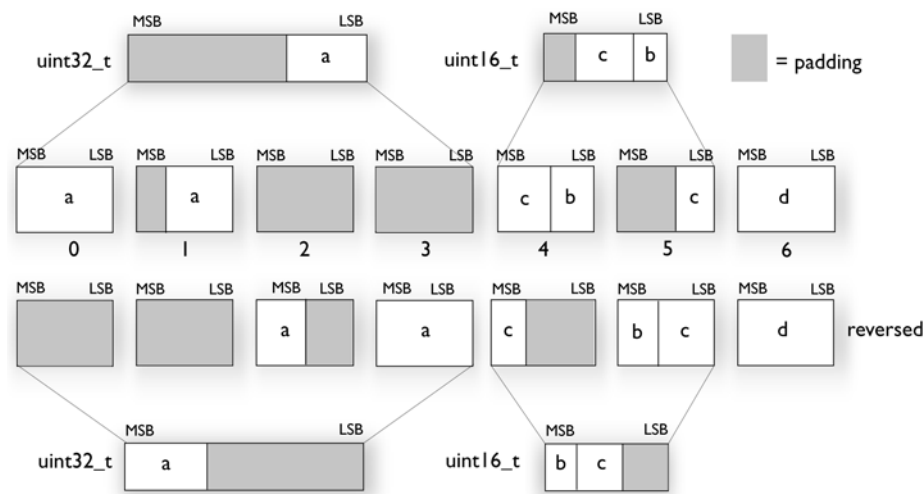 MSB LSB MSB LSB
uint32_t a uint16_t c b = padding
MSB LSB MSB LSB MSB LSB MSB LSB MSB LSB MSB LSB MSB LSB
a a c b c d
0 1 2 3 4 5 6
MSB LSB MSB LSB MSB LSB MSB LSB MSB LSB MSB LSB MSB LSB
a a c b c d reversed
MSB LSB MSB LSB
uint32_t a uint16_t b c